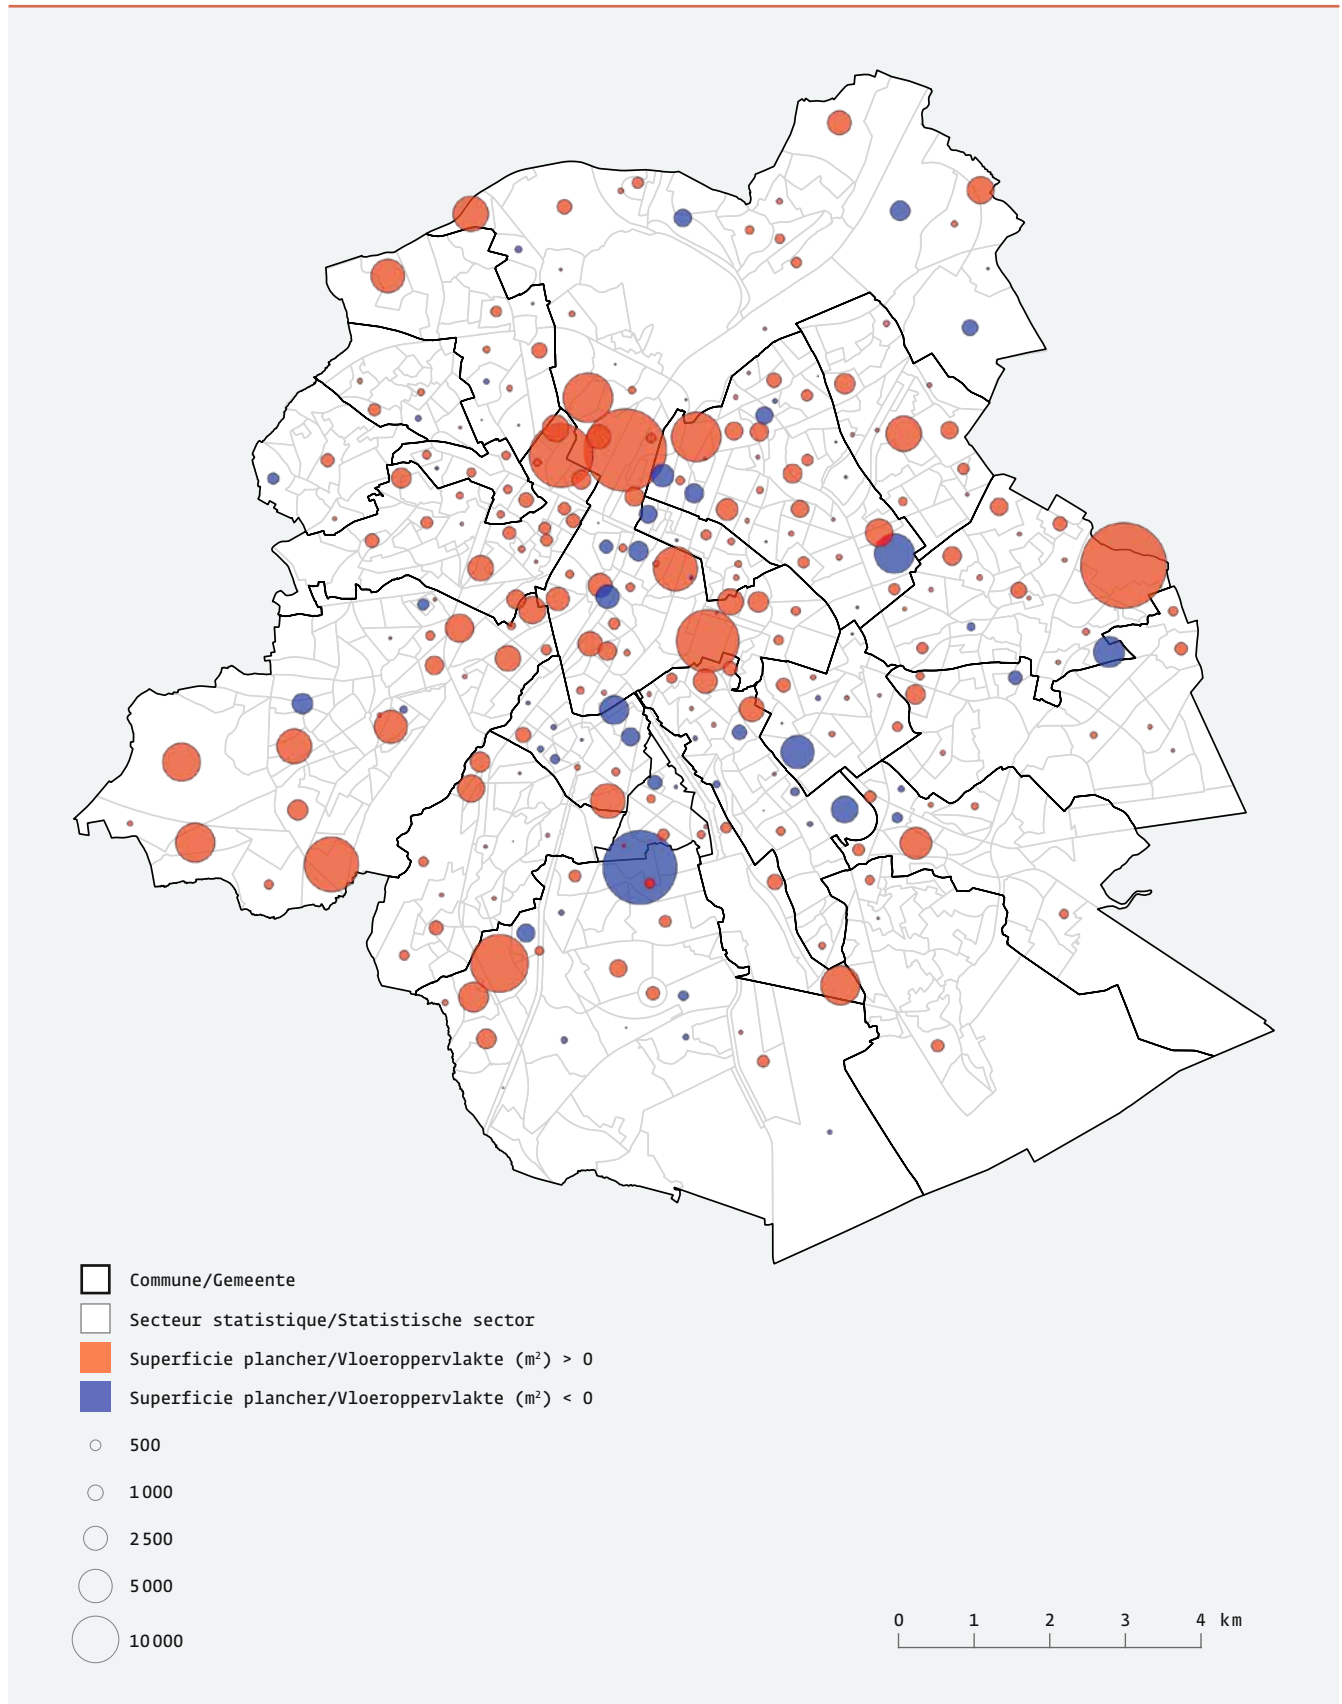 Commune/Gemeente
Secteur statistique/Statistische sector
Superficie plancher/Vloeroppervlakte (m²) > 0
Superficie plancher/Vloeroppervlakte (m²) < 0
500
1 000
2 500
5 000
10 000
0 1 2 3 4 km